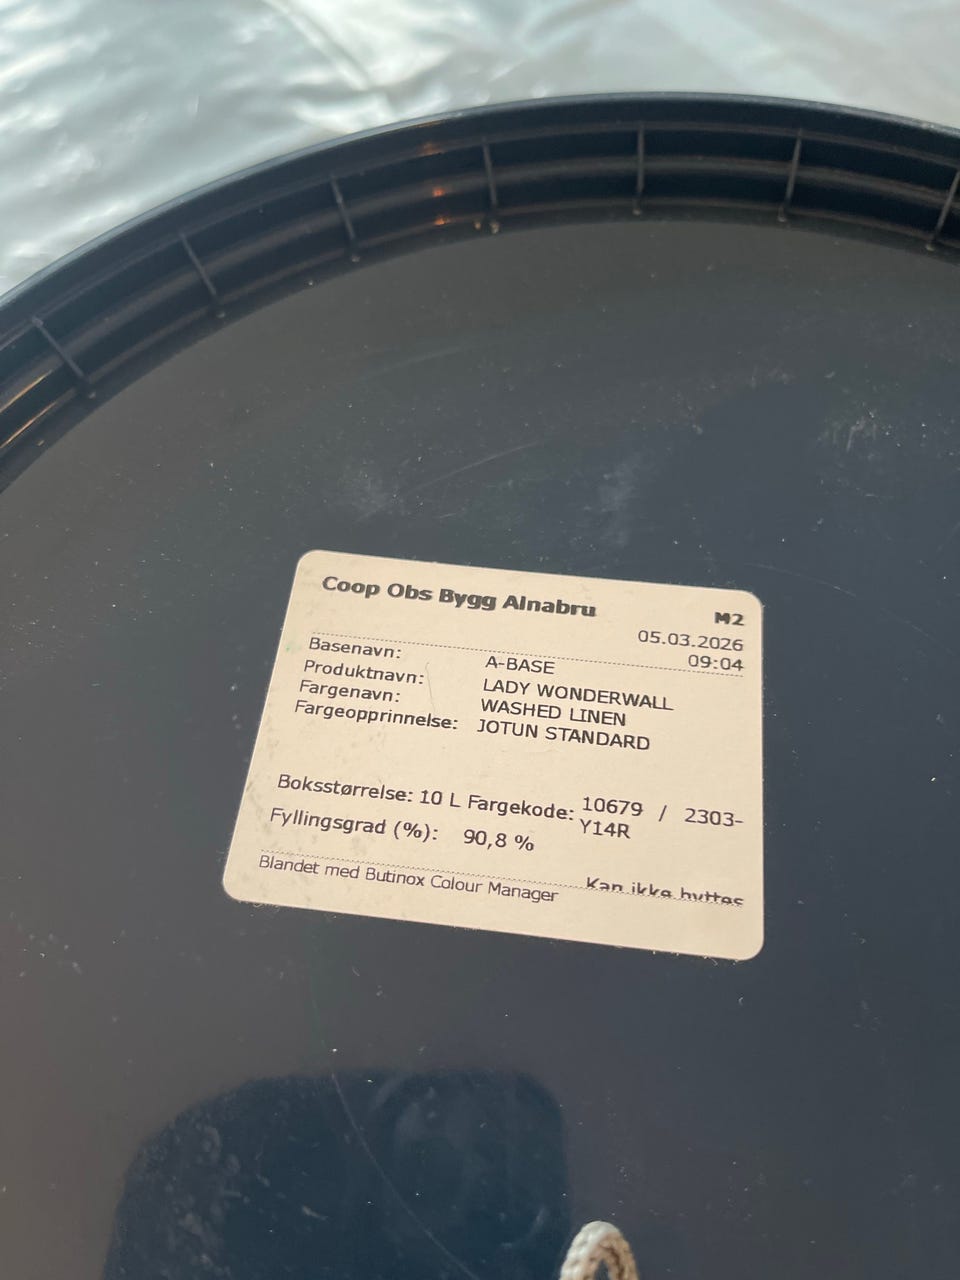 Coop Obs Bygg Alnabru
M2
05.03.2026
09:04
Basenavn: A-BASE
Produktnavn: LADY WONDERWALL
Fargenavn: WASHED LINEN
Fargeopprinnelse: JOTUN STANDARD
Boksstørrelse: 10 L Fargekode: 10679 / 2303-
Y14R
Fyllingsgrad (%): 90,8 %
Kan ikke byttes
Blandet med Butinox Colour Manager